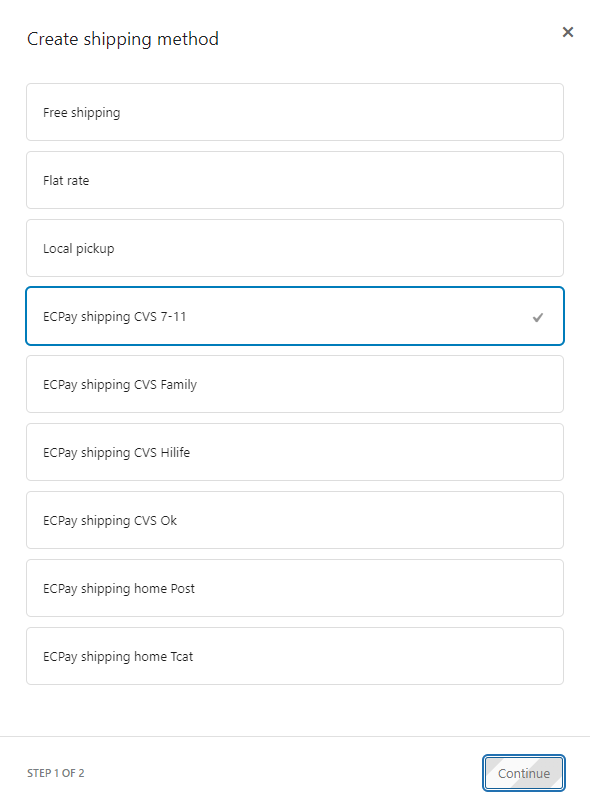 Create shipping method
Free shipping
Flat rate
Local pickup
ECPay shipping CVS 7-11
ECPay shipping CVS Family
ECPay shipping CVS Hilife
ECPay shipping CVS Ok
ECPay shipping home Post
ECPay shipping home Tcat
STEP 1 OF 2
Continue